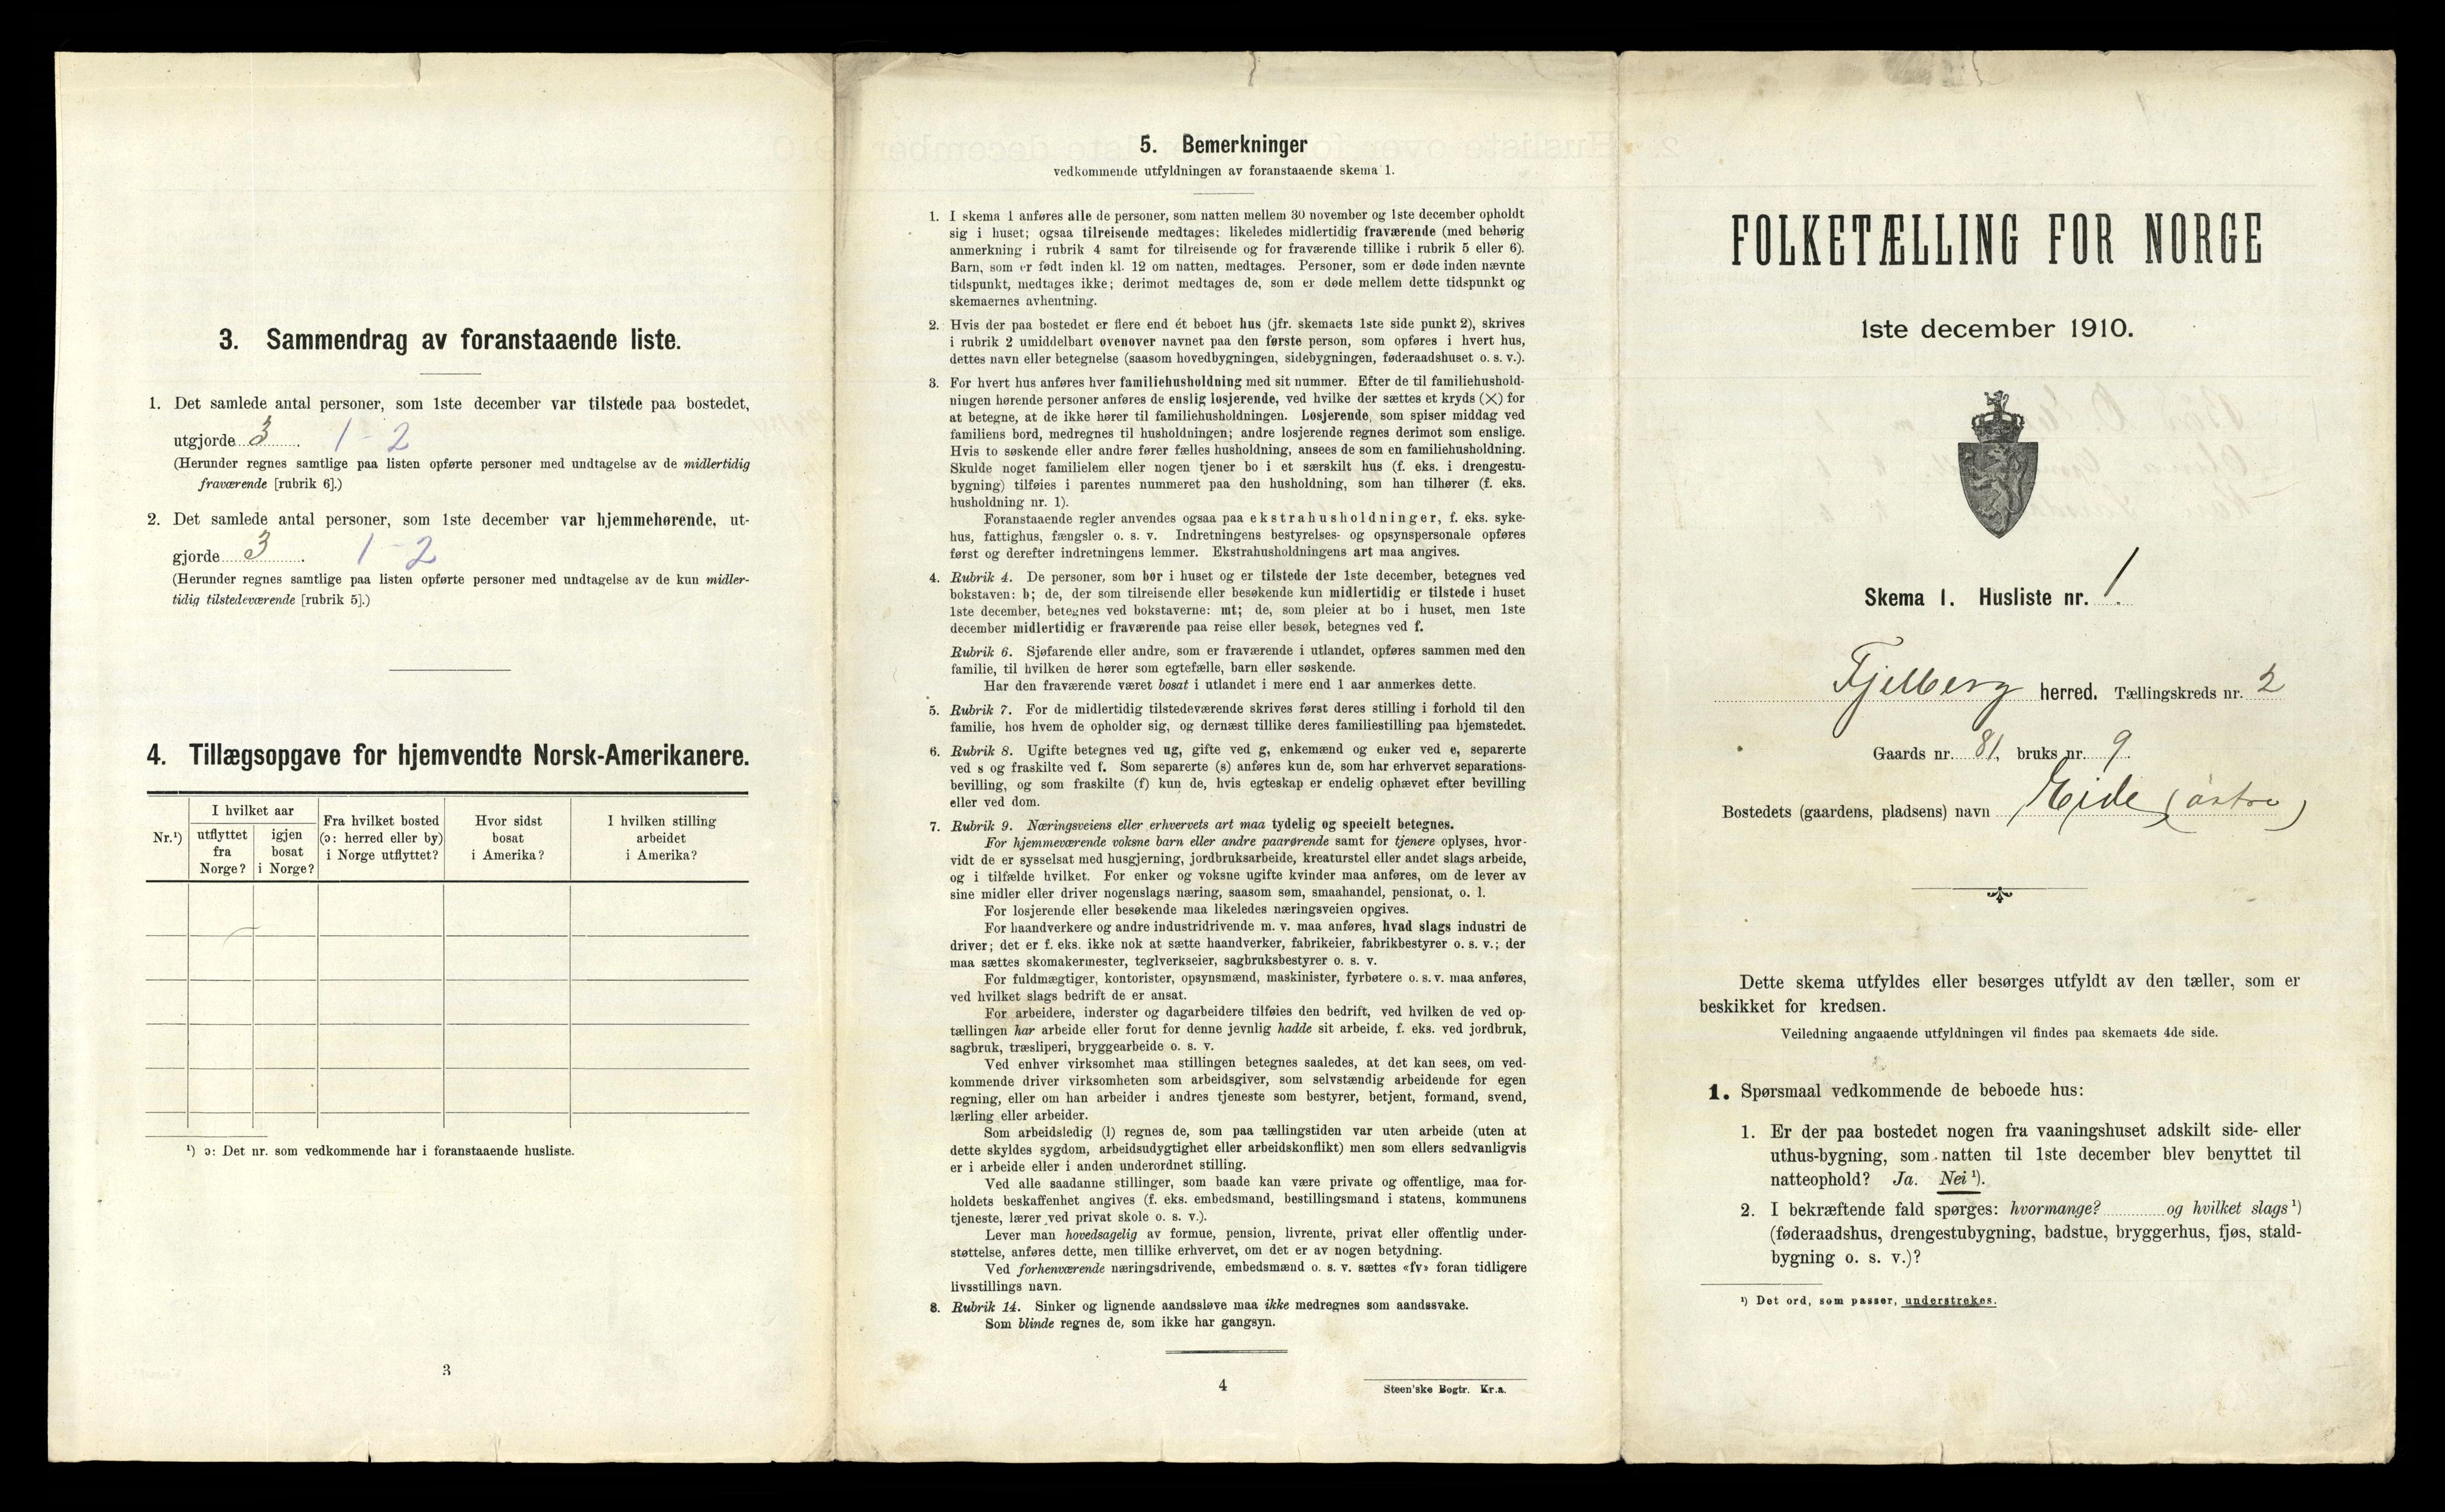 3. Sammendrag av foranstaaende liste.
1. Det samlede antal personer, som 1ste december var tilstede paa bostedet,
utgjorde 3. 1 - 2
(Herunder regnes samtlige paa listen opførte personer med undtagelse av de midlertidig
fraværende [rubrik 6].)
2. Det samlede antal personer, som 1ste december var hjemmehørende, ut-
gjorde 3. 1 - 2
(Herunder regnes samtlige paa listen opførte personer med undtagelse av de kun midler-
tidig tilstedeværende [rubrik 5].)
4. Tillægsopgave for hjemvendte Norsk-Amerikanere.
Nr.¹)
I hvilket aar
utflyttet fra Norge?
igjen bosat i Norge?
Fra hvilket bosted (ɔ: herred eller by) i Norge utflyttet?
Hvor sidst bosat i Amerika?
I hvilken stilling arbeidet i Amerika?
¹) ɔ: Det nr. som vedkommende har i foranstaaende husliste.
3
5. Bemerkninger
vedkommende utfyldningen av foranstaaende skema 1.
1. I skema 1 anføres alle de personer, som natten mellem 30 november og 1ste december opholdt
sig i huset; ogsaa tilreisende medtages; likeledes midlertidig fraværende (med behørig
anmerkning i rubrik 4 samt for tilreisende og for fraværende tillike i rubrik 5 eller 6).
Barn, som er født inden kl. 12 om natten, medtages. Personer, som er døde inden nævnte
tidspunkt, medtages ikke; derimot medtages de, som er døde mellem dette tidspunkt og
skemaernes avhentning.
2. Hvis der paa bostedet er flere end ét beboet hus (jfr. skemaets 1ste side punkt 2), skrives
i rubrik 2 umiddelbart ovenover navnet paa den første person, som opføres i hvert hus,
dettes navn eller betegnelse (saasom hovedbygningen, sidebygningen, føderaadshuset o. s. v.).
3. For hvert hus anføres hver familiehusholdning med sit nummer. Efter de til familiehushold-
ningen hørende personer anføres de enslig losjerende, ved hvilke der sættes et kryds (×) for
at betegne, at de ikke hører til familiehusholdningen. Losjerende, som spiser middag ved
familiens bord, medregnes til husholdningen; andre losjerende regnes derimot som enslige.
Hvis to søskende eller andre fører fælles husholdning, ansees de som en familiehusholdning.
Skulde noget familielem eller nogen tjener bo i et særskilt hus (f. eks. i drengestu-
bygning) tilføies i parentes nummeret paa den husholdning, som han tilhører (f. eks.
husholdning nr. 1).
Foranstaaende regler anvendes ogsaa paa ekstrahusholdninger, f. eks. syke-
hus, fattighus, fængsler o. s. v. Indretningens bestyrelses- og opsynspersonale opføres
først og derefter indretningens lemmer. Ekstrahusholdningens art maa angives.
4. Rubrik 4. De personer, som bor i huset og er tilstede der 1ste december, betegnes ved
bokstaven: b; de, der som tilreisende eller besøkende kun midlertidig er tilstede i huset
1ste december, betegnes ved bokstaverne: mt; de, som pleier at bo i huset, men 1ste
december midlertidig er fraværende paa reise eller besøk, betegnes ved f.
Rubrik 6. Sjøfarende eller andre, som er fraværende i utlandet, opføres sammen med den
familie, til hvilken de hører som egtefælle, barn eller søskende.
Har den fraværende været bosat i utlandet i mere end 1 aar anmerkes dette.
5. Rubrik 7. For de midlertidig tilstedeværende skrives først deres stilling i forhold til den
familie, hos hvem de opholder sig, og dernæst tillike deres familiestilling paa hjemstedet.
6. Rubrik 8. Ugifte betegnes ved ug, gifte ved g, enkemænd og enker ved e, separerte
ved s og fraskilte ved f. Som separerte (s) anføres kun de, som har erhvervet separations-
bevilling, og som fraskilte (f) kun de, hvis egteskap er endelig ophævet efter bevilling
eller ved dom.
7. Rubrik 9. Næringsveiens eller erhvervets art maa tydelig og specielt betegnes.
For hjemmeværende voksne barn eller andre paarørende samt for tjenere oplyses, hvor-
vidt de er sysselsat med husgjerning, jordbruksarbeide, kreaturstel eller andet slags arbeide,
og i tilfælde hvilket. For enker og voksne ugifte kvinder maa anføres, om de lever av
sine midler eller driver nogenslags næring, saasom søm, smaahandel, pensionat, o. l.
For losjerende eller besøkende maa likeledes næringsveien opgives.
For haandverkere og andre industridrivende m. v. maa anføres, hvad slags industri de
driver; det er f. eks. ikke nok at sætte haandverker, fabrikeier, fabrikbestyrer o. s. v.; der
maa sættes skomakermester, teglverkseier, sagbruksbestyrer o. s. v.
For fuldmægtiger, kontorister, opsynsmænd, maskinister, fyrbøtere o. s. v. maa anføres,
ved hvilket slags bedrift de er ansat.
For arbeidere, inderster og dagarbeidere tilføies den bedrift, ved hvilken de ved op-
tællingen har arbeide eller forut for denne jevnlig hadde sit arbeide, f. eks. ved jordbruk,
sagbruk, træsliperi, bryggearbeide o. s. v.
Ved enhver virksomhet maa stillingen betegnes saaledes, at det kan sees, om ved-
kommende driver virksomheten som arbeidsgiver, som selvstændig arbeidende for egen
regning, eller om han arbeider i andres tjeneste som bestyrer, betjent, formand, svend,
lærling eller arbeider.
Som arbeidsledig (l) regnes de, som paa tællingstiden var uten arbeide (uten at
dette skyldes sygdom, arbeidsudygtighet eller arbeidskonflikt) men som ellers sedvanligvis
er i arbeide eller i anden underordnet stilling.
Ved alle saadanne stillinger, som baade kan være private og offentlige, maa for-
holdets beskaffenhet angives (f. eks. embedsmand, bestillingsmand i statens, kommunens
tjeneste, lærer ved privat skole o. s. v.).
Lever man hovedsagelig av formue, pension, livrente, privat eller offentlig under-
støttelse, anføres dette, men tillike erhvervet, om det er av nogen betydning.
Ved forhenværende næringsdrivende, embedsmænd o. s. v. sættes «fv» foran tidligere
livsstillings navn.
8. Rubrik 14. Sinker og lignende aandssløve maa ikke medregnes som aandssvake.
Som blinde regnes de, som ikke har gangsyn.
4
Steen'ske Bogtr. Kr.a.
FOLKETÆLLING FOR NORGE
1ste december 1910.
Skema 1. Husliste nr. 1.
Fjelberg herred. Tællingskreds nr. 2
Gaards nr. 81, bruks nr. 9.
Bostedets (gaardens, pladsens) navn Eide (østre)
Dette skema utfyldes eller besørges utfyldt av den tæller, som er
beskikket for kredsen.
Veiledning angaaende utfyldningen vil findes paa skemaets 4de side.
1. Spørsmaal vedkommende de beboede hus:
1. Er der paa bostedet nogen fra vaaningshuset adskilt side- eller
uthus-bygning, som natten til 1ste december blev benyttet til
natteophold? Ja. Nei ¹).
2. I bekræftende fald spørges: hvormange? og hvilket slags ¹)
(føderaadshus, drengestubygning, badstue, bryggerhus, fjøs, stald-
bygning o. s. v.)?
¹) Det ord, som passer, understrekes.